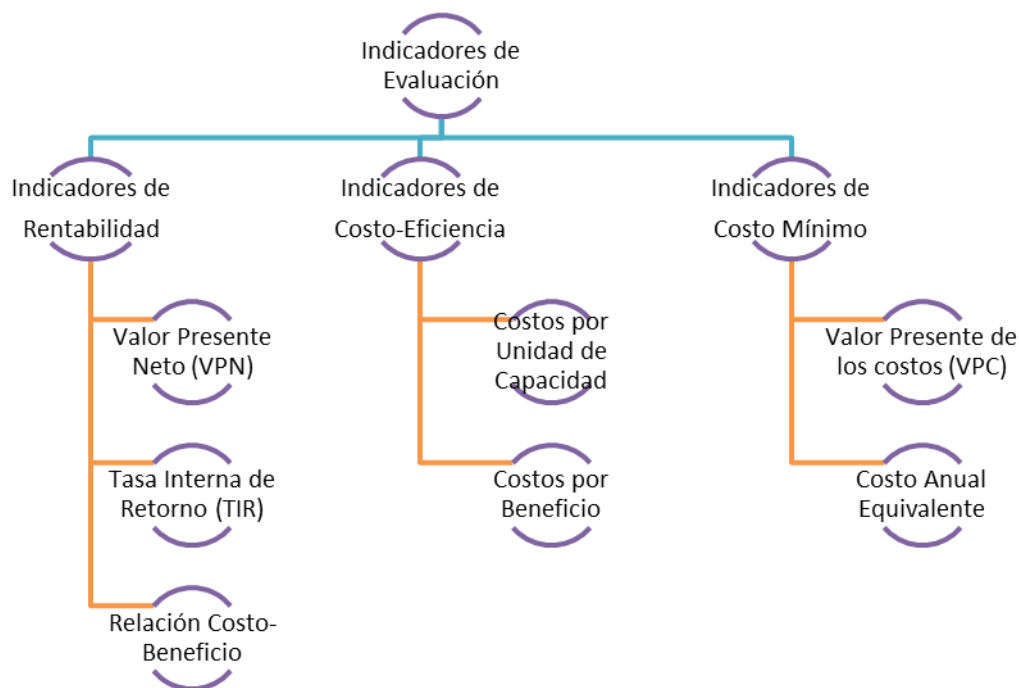 Indicadores de
Evaluación
Indicadores de
Rentabilidad
Indicadores de
Costo-Eficiencia
Indicadores de
Costo Mínimo
Valor Presente
Neto (VPN)
Costos por
Unidad de
Capacidad
Valor Presente de
los costos (VPC)
Tasa Interna de
Retorno (TIR)
Costos por
Beneficio
Costo Anual
Equivalente
Relación Costo-
Beneficio